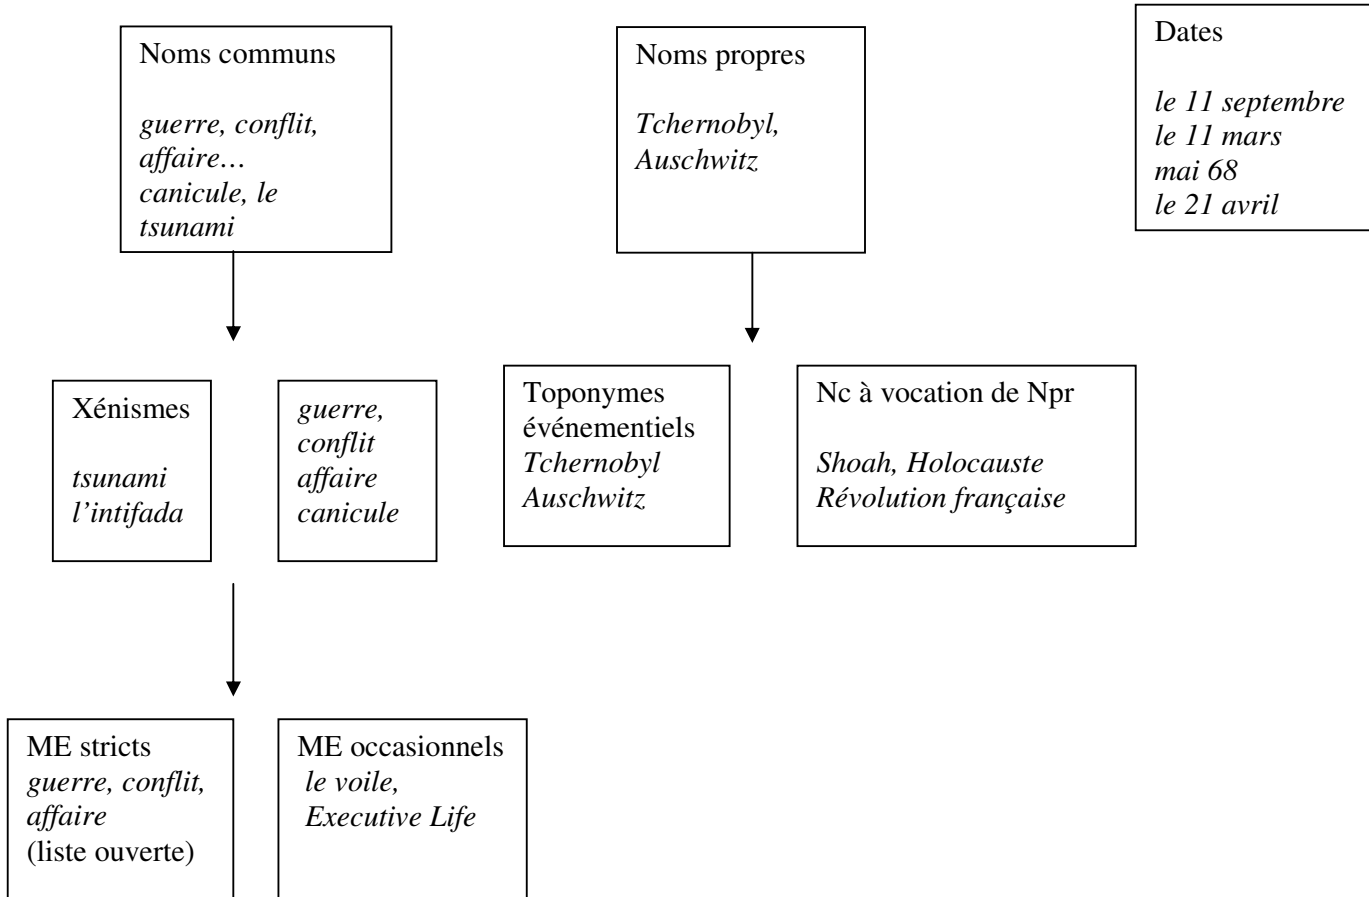 Noms communs
guerre, conflit,
affaire…
canicule, le
tsunami
Noms propres
Tchernobyl,
Auschwitz
Dates
le 11 septembre
le 11 mars
mai 68
le 21 avril
Xénismes
tsunami
l’intifada
guerre,
conflit
affaire
canicule
Toponymes
événementiels
Tchernobyl
Auschwitz
Nc à vocation de Npr
Shoah, Holocauste
Révolution française
ME stricts
guerre, conflit,
affaire
(liste ouverte)
ME occasionnels
le voile,
Executive Life